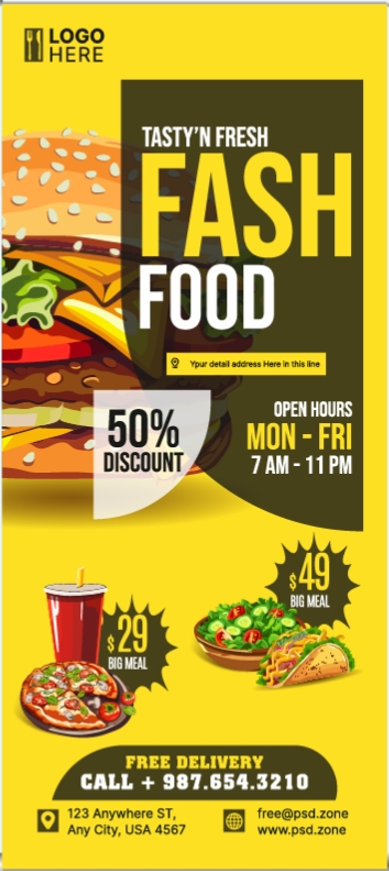 LOGO
HERE
TASTY'N FRESH
FASH
FOOD
Your detail address Here in this line
50%
DISCOUNT
OPEN HOURS
MON - FRI
7 AM - 11 PM
$49
BIG MEAL
$29
BIG MEAL
FREE DELIVERY
CALL + 987.654.3210
123 Anywhere ST,
Any City, USA 4567
free@psd.zone
www.psd.zone